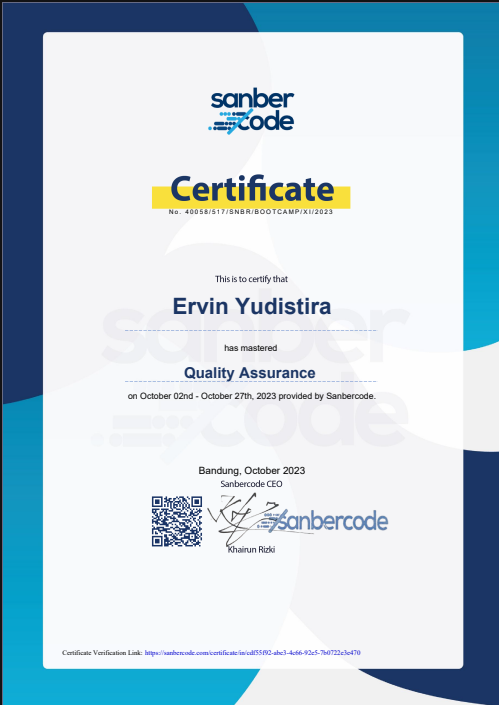 sanber
code
Certificate
No. 40058/517/SNBR/BOOTCAMP/XI/2023
This is to certify that
Ervin Yudistira
has mastered
Quality Assurance
on October 02nd - October 27th, 2023 provided by Sanbercode.
Bandung, October 2023
Sanbercode CEO
sanbercode
Khairun Rizki
Certificate Verification Link: https://sanbercode.com/certificate/in/cdf55f92-abe3-4c66-92e5-7b0722e3e470